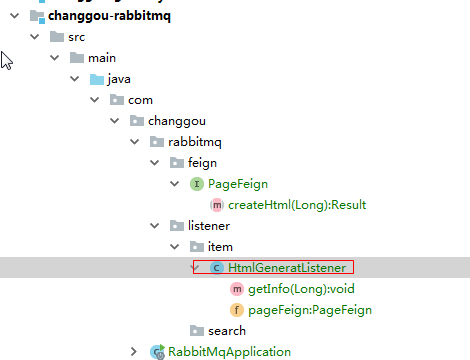 changgou-rabbitmq
src
main
java
com
changgou
rabbitmq
feign
PageFeign
createHtml(Long):Result
listener
item
HtmlGeneratListener
getInfo(Long):void
pageFeign:PageFeign
search
RabbitMqApplication